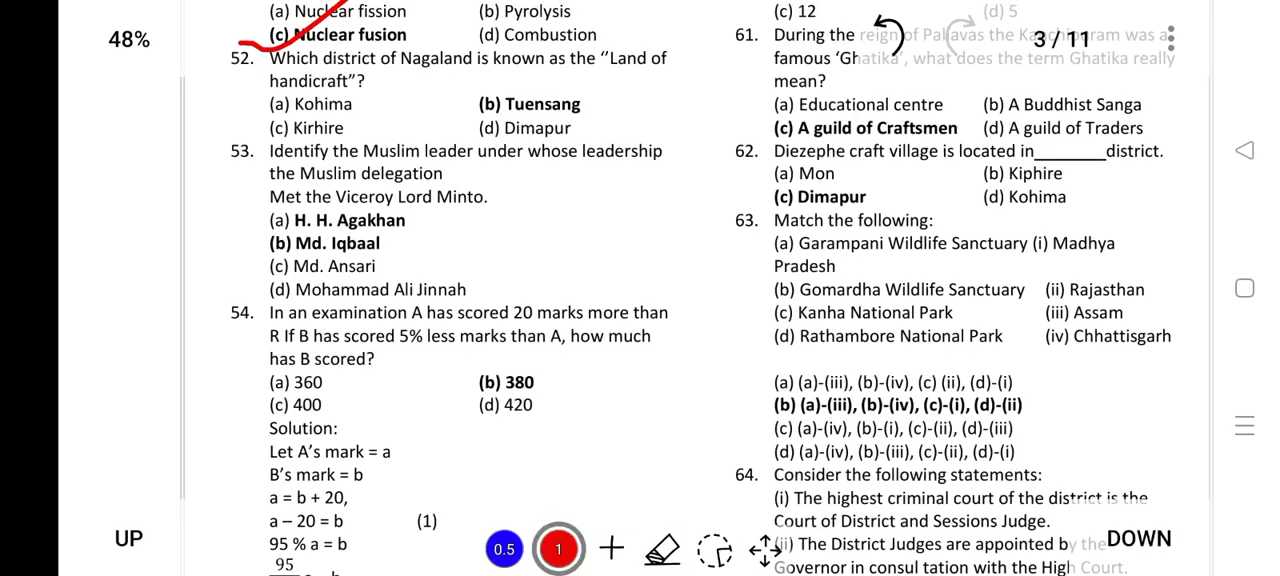 48%
(a) Nuclear fission (b) Pyrolysis
(c) Nuclear fusion (d) Combustion
52. Which district of Nagaland is known as the “Land of
handicraft”?
(a) Kohima (b) Tuensang
(c) Kirhire (d) Dimapur
53. Identify the Muslim leader under whose leadership
the Muslim delegation
Met the Viceroy Lord Minto.
(a) H. H. Agakhan
(b) Md. Iqbaal
(c) Md. Ansari
(d) Mohammad Ali Jinnah
54. In an examination A has scored 20 marks more than
R If B has scored 5% less marks than A, how much
has B scored?
(a) 360 (b) 380
(c) 400 (d) 420
Solution:
Let A’s mark = a
B’s mark = b
a = b + 20,
a – 20 = b (1)
95 % a = b
95
UP
0.5
1
(c) 12 (d) 5
3 / 11
61. During the reign of Pallavas the Kanchipuram was a
famous ‘Ghatika’, what does the term Ghatika really
mean?
(a) Educational centre (b) A Buddhist Sanga
(c) A guild of Craftsmen (d) A guild of Traders
62. Diezephe craft village is located in________district.
(a) Mon (b) Kiphire
(c) Dimapur (d) Kohima
63. Match the following:
(a) Garampani Wildlife Sanctuary (i) Madhya
Pradesh
(b) Gomardha Wildlife Sanctuary (ii) Rajasthan
(c) Kanha National Park (iii) Assam
(d) Rathambore National Park (iv) Chhattisgarh
(a) (a)-(iii), (b)-(iv), (c) (ii), (d)-(i)
(b) (a)-(iii), (b)-(iv), (c)-(i), (d)-(ii)
(c) (a)-(iv), (b)-(i), (c)-(ii), (d)-(iii)
(d) (a)-(iv), (b)-(iii), (c)-(ii), (d)-(i)
64. Consider the following statements:
(i) The highest criminal court of the district is the
Court of District and Sessions Judge.
(ii) The District Judges are appointed by the
Governor in consul tation with the High Court.
DOWN